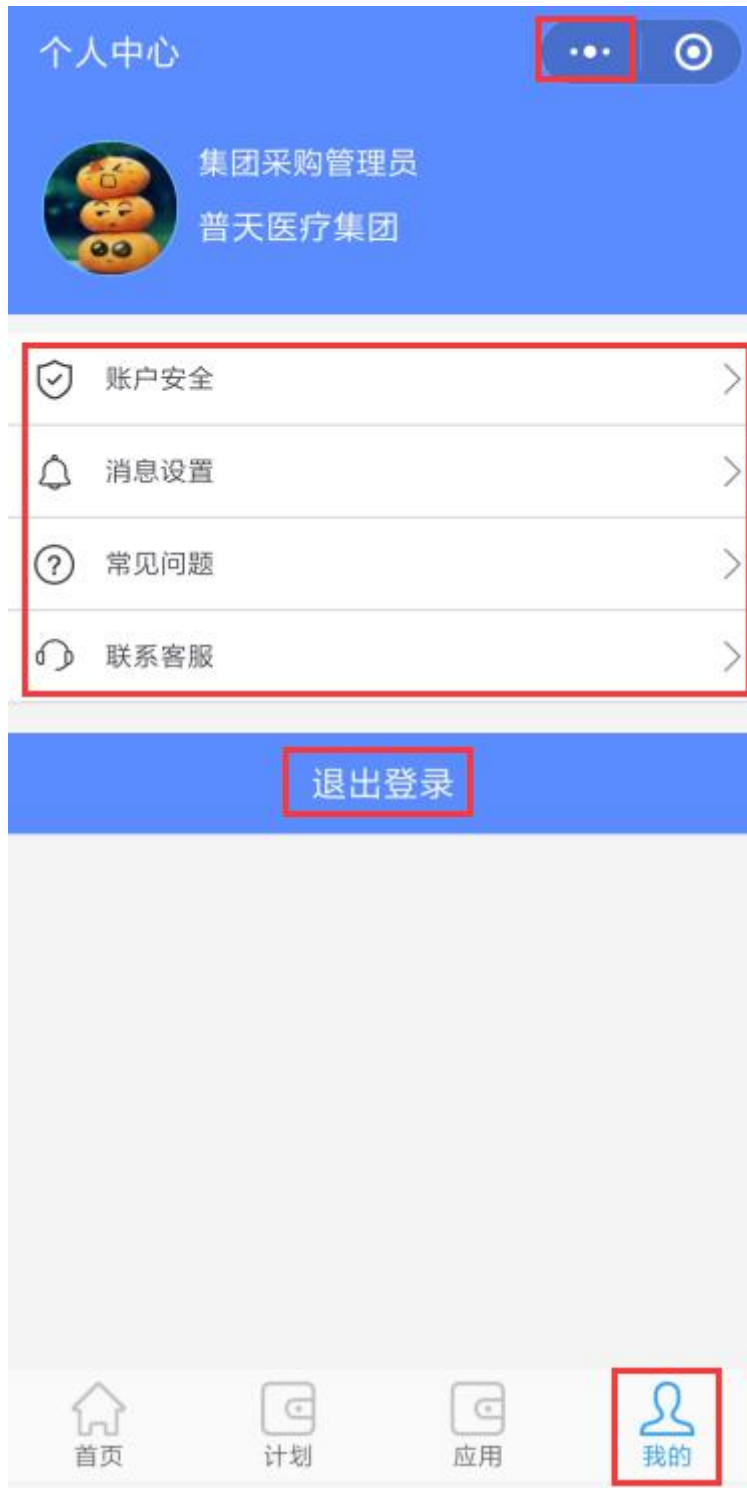 个人中心
集团采购管理员
普天医疗集团
账户安全
消息设置
常见问题
联系客服
退出登录
首页 计划 应用 我的